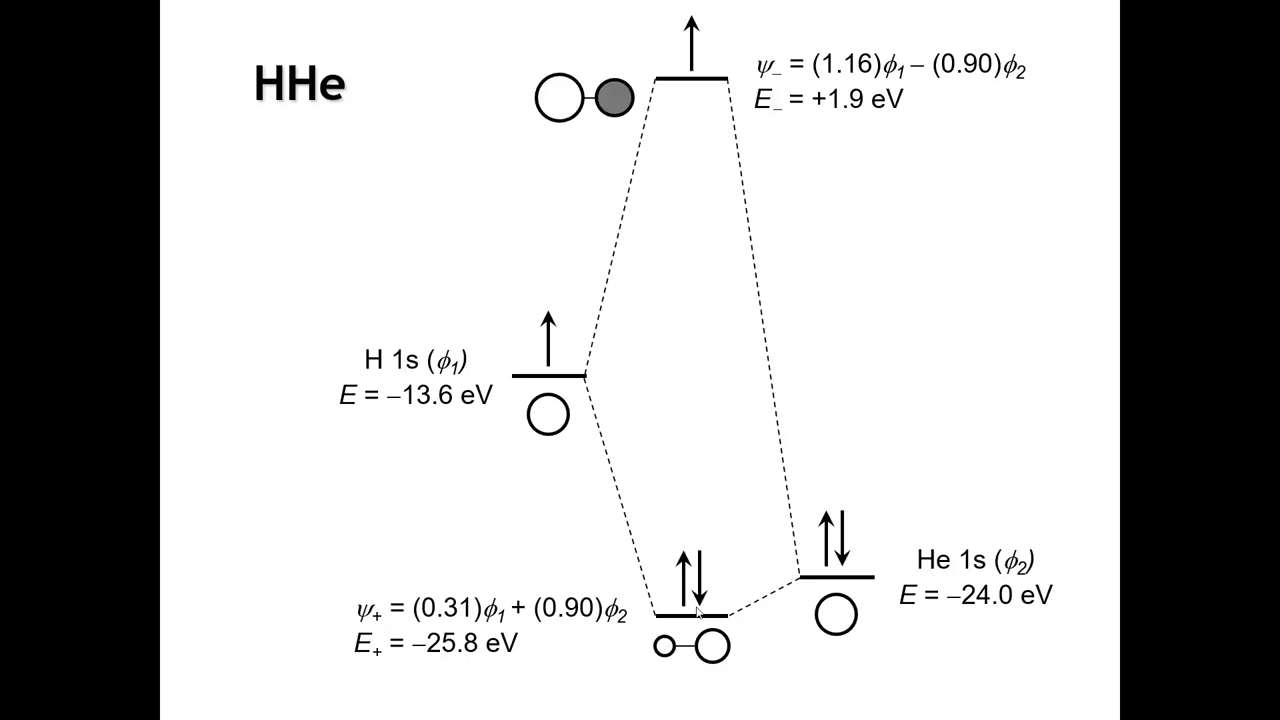 HHe
ψ₋ = (1.16)ϕ₁ – (0.90)ϕ₂
E₋ = +1.9 eV
H 1s (ϕ₁)
E = –13.6 eV
He 1s (ϕ₂)
E = –24.0 eV
ψ₊ = (0.31)ϕ₁ + (0.90)ϕ₂
E₊ = –25.8 eV